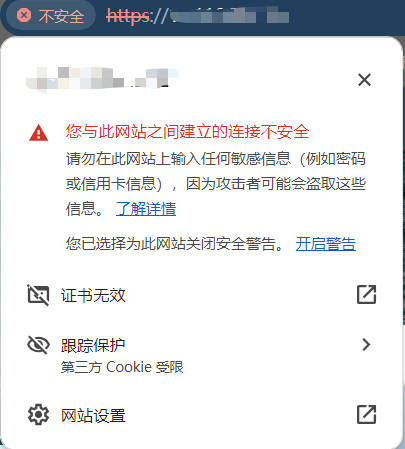 不安全 https://
您与此网站之间建立的连接不安全
请勿在此网站上输入任何敏感信息（例如密码
或信用卡信息），因为攻击者可能会盗取这些
信息。 了解详情
您已选择为此网站关闭安全警告。 开启警告
证书无效
跟踪保护
第三方 Cookie 受限
网站设置